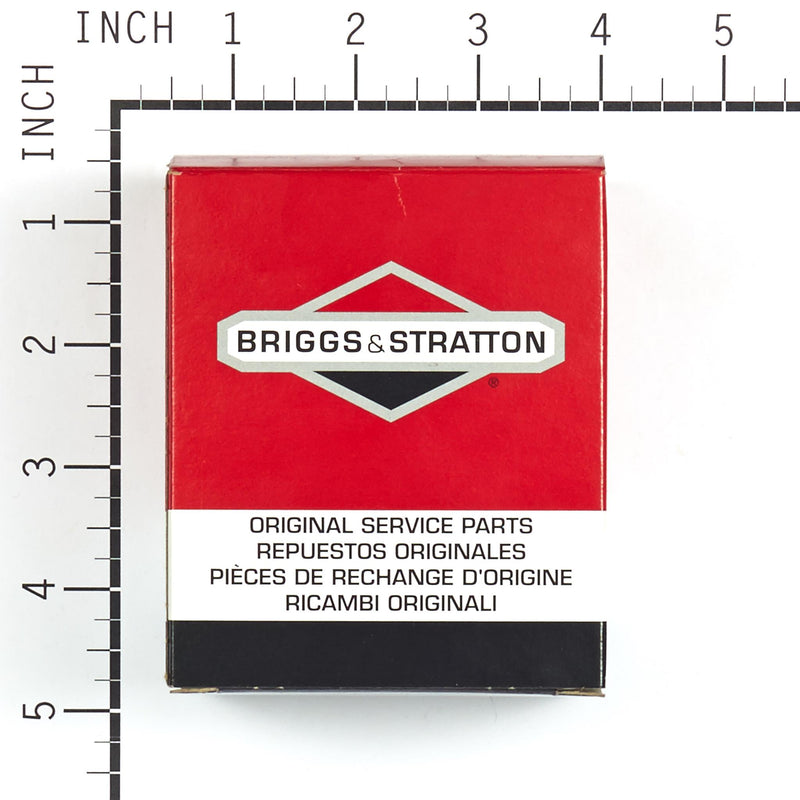 INCH 1 2 3 4 5
INCH
1
2
3
4
5
BRIGGS & STRATTON
®
ORIGINAL SERVICE PARTS
REPUESTOS ORIGINALES
PIÈCES DE RECHANGE D'ORIGINE
RICAMBI ORIGINALI